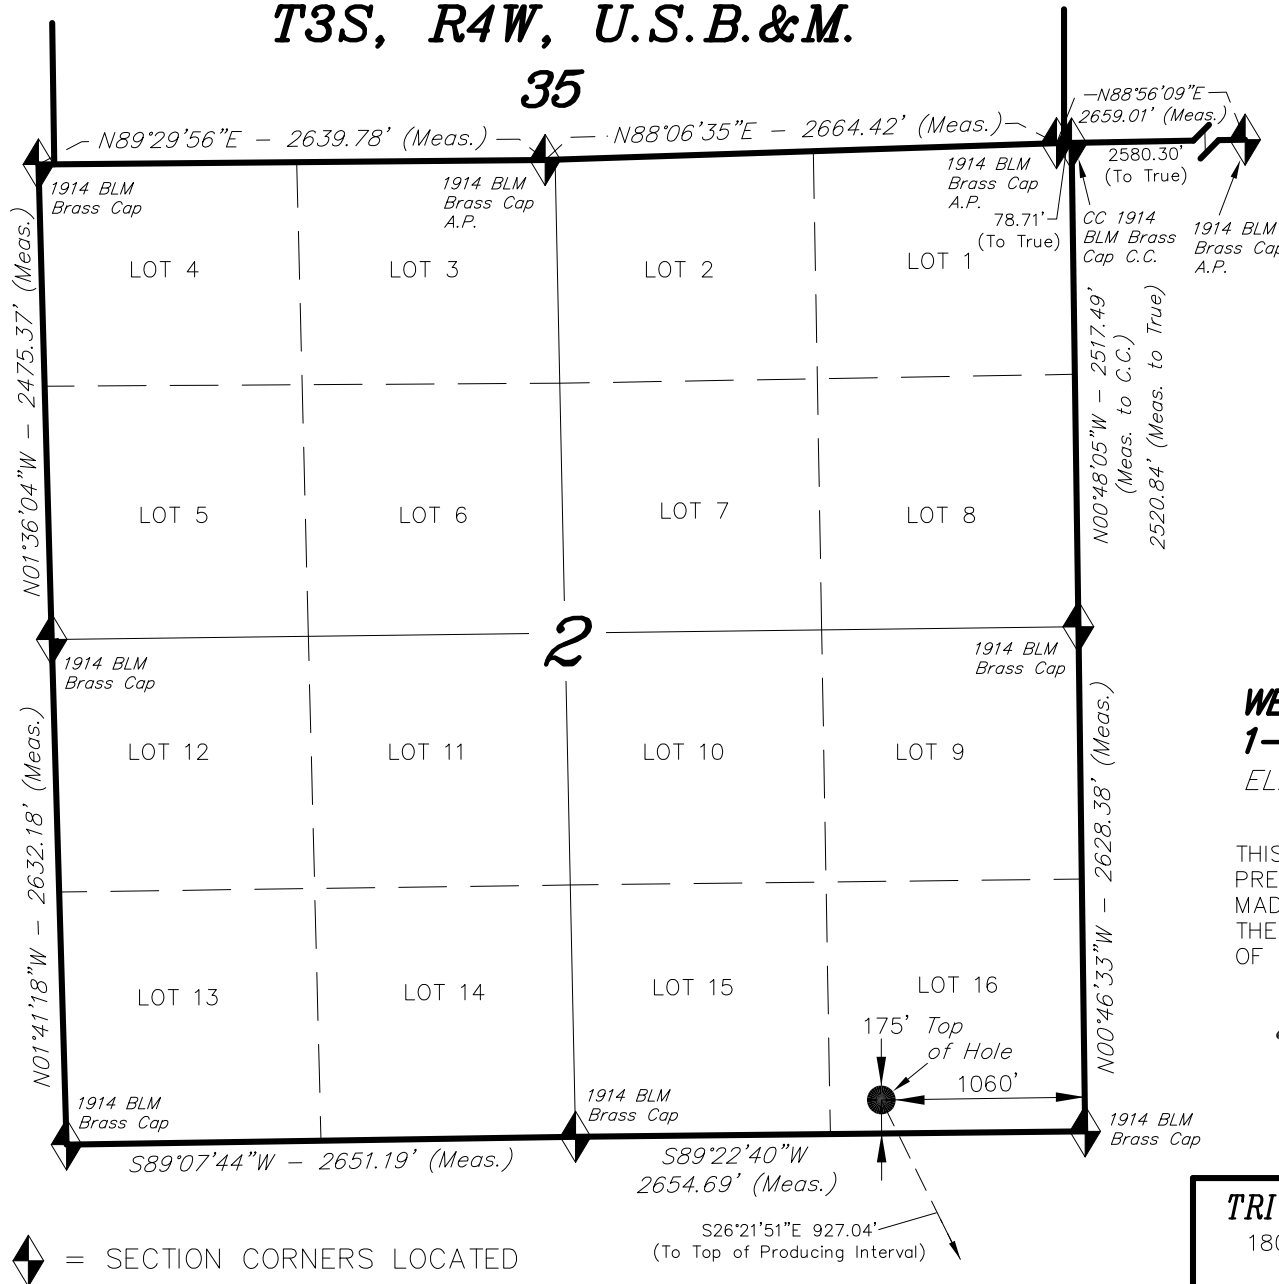 T3S, R4W, U.S.B.&M.
35
N89°29'56"E - 2639.78' (Meas.)
N88°06'35"E - 2664.42' (Meas.)
N88°56'09"E
2659.01' (Meas.)
2580.30'
(To True)
1914 BLM
Brass Cap
1914 BLM
Brass Cap
A.P.
1914 BLM
Brass Cap
A.P.
78.71'
(To True)
CC 1914
BLM Brass
Cap C.C.
1914 BLM
Brass Cap
A.P.
LOT 4
LOT 3
LOT 2
LOT 1
N01°36'04"W - 2475.37' (Meas.)
N00°48'05"W - 2517.49'
(Meas. to C.C.)
2520.84' (Meas. to True)
LOT 5
LOT 6
LOT 7
LOT 8
2
1914 BLM
Brass Cap
1914 BLM
Brass Cap
LOT 12
LOT 11
LOT 10
LOT 9
N01°41'18"W - 2632.18' (Meas.)
N00°46'33"W - 2628.38' (Meas.)
1-
THIS
OF
LOT 13
LOT 14
LOT 15
LOT 16
175' Top
of Hole
1060'
1914 BLM
Brass Cap
1914 BLM
Brass Cap
1914 BLM
Brass Cap
S89°07'44"W - 2651.19' (Meas.)
S89°22'40"W
2654.69' (Meas.)
S26°21'51"E 927.04'
(To Top of Producing Interval)
= SECTION CORNERS LOCATED
TRI
180